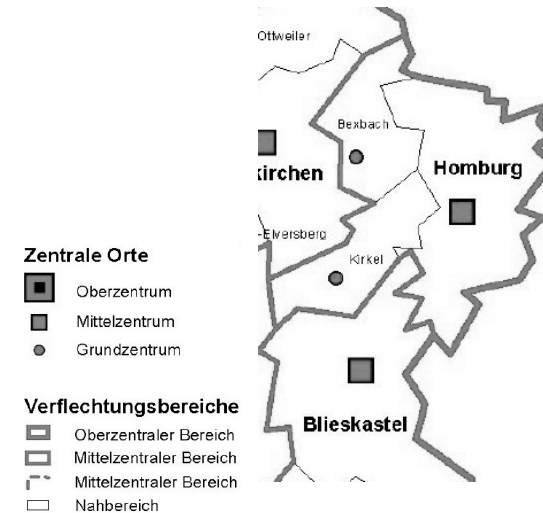 Ottweiler
Bexbach
kirchen
Homburg
-Elversberg
Kirkel
Blieskastel
Zentrale Orte
Oberzentrum
Mittelzentrum
Grundzentrum
Verflechtungsbereiche
Oberzentraler Bereich
Mittelzentraler Bereich
Mittelzentraler Bereich
Nahbereich